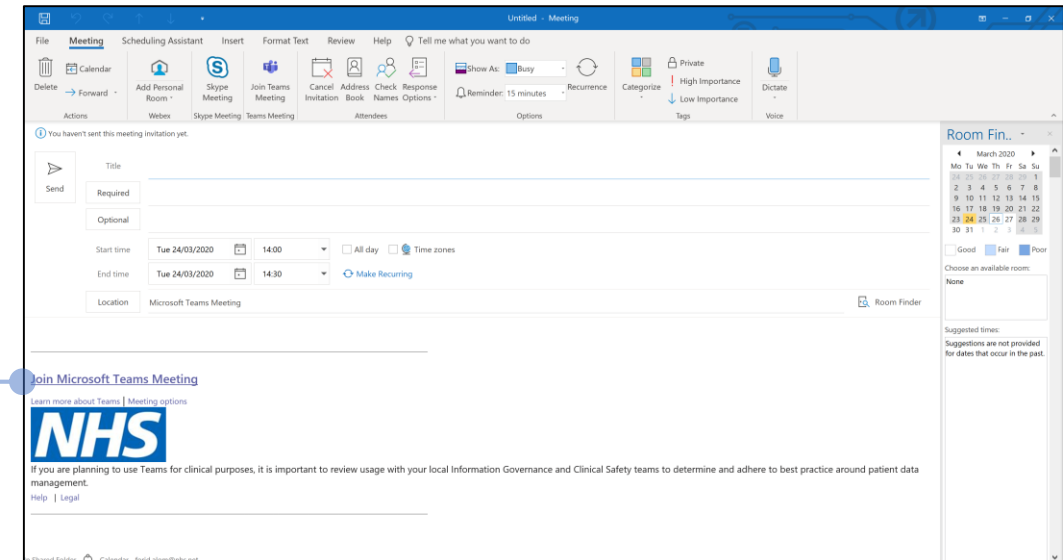 Untitled - Meeting
File Meeting Scheduling Assistant Insert Format Text Review Help Tell me what you want to do
Delete
Calendar
Forward
Actions
Add Personal Room
Webex
Skype Meeting
Skype Meeting
Join Teams Meeting
Teams Meeting
Cancel Invitation
Address Book
Check Names
Response Options
Attendees
Show As: Busy
Reminder: 15 minutes
Recurrence
Options
Categorize
Private
High Importance
Low Importance
Tags
Dictate
Voice
You haven't sent this meeting invitation yet.
Send
Title
Required
Optional
Start time Tue 24/03/2020 14:00 All day Time zones
End time Tue 24/03/2020 14:30 Make Recurring
Location Microsoft Teams Meeting Room Finder
Join Microsoft Teams Meeting
Learn more about Teams | Meeting options
NHS
If you are planning to use Teams for clinical purposes, it is important to review usage with your local Information Governance and Clinical Safety teams to determine and adhere to best practice around patient data
management.
Help | Legal
Room Fin..
March 2020
Mo Tu We Th Fr Sa Su
24 25 26 27 28 29 1
2 3 4 5 6 7 8
9 10 11 12 13 14 15
16 17 18 19 20 21 22
23 24 25 26 27 28 29
30 31 1 2 3 4 5
Good Fair Poor
Choose an available room:
None
Suggested times:
Suggestions are not provided
for dates that occur in the past.